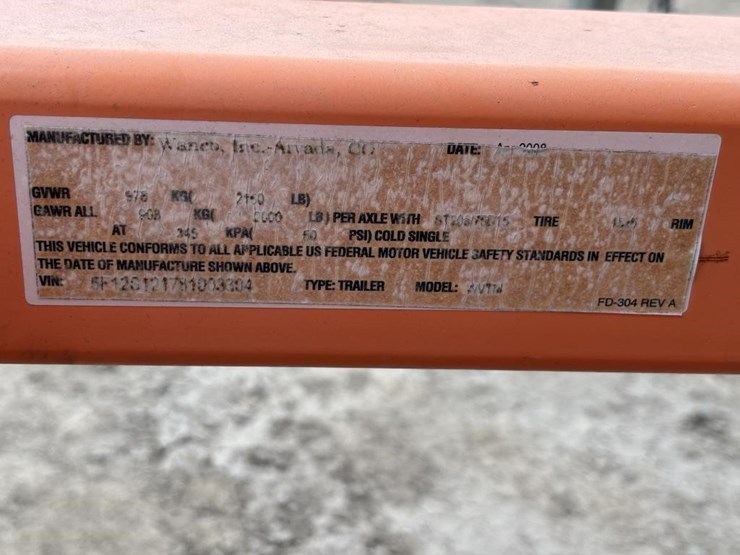 MANUFACTURED BY: Wanco, Inc.-Arvada, CO DATE: 2008
GVWR 978 KG( LB)
GAWR ALL 908 KG( 2000 LB) PER AXLE WITH TIRE RIM
AT 345 KPA( PSI) COLD SINGLE
THIS VEHICLE CONFORMS TO ALL APPLICABLE US FEDERAL MOTOR VEHICLE SAFETY STANDARDS IN EFFECT ON
THE DATE OF MANUFACTURE SHOWN ABOVE.
VIN: TYPE: TRAILER MODEL:
FD-304 REV A